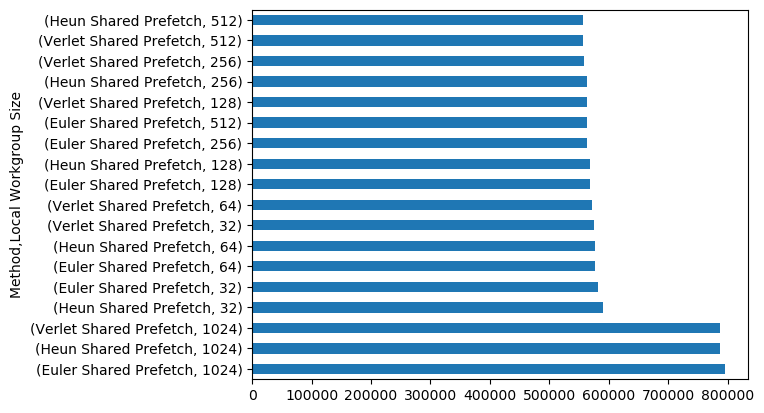 Method,Local Workgroup Size
(Heun Shared Prefetch, 512)
(Verlet Shared Prefetch, 512)
(Verlet Shared Prefetch, 256)
(Heun Shared Prefetch, 256)
(Verlet Shared Prefetch, 128)
(Euler Shared Prefetch, 512)
(Euler Shared Prefetch, 256)
(Heun Shared Prefetch, 128)
(Euler Shared Prefetch, 128)
(Verlet Shared Prefetch, 64)
(Verlet Shared Prefetch, 32)
(Heun Shared Prefetch, 64)
(Euler Shared Prefetch, 64)
(Euler Shared Prefetch, 32)
(Heun Shared Prefetch, 32)
(Verlet Shared Prefetch, 1024)
(Heun Shared Prefetch, 1024)
(Euler Shared Prefetch, 1024)
0 100000 200000 300000 400000 500000 600000 700000 800000